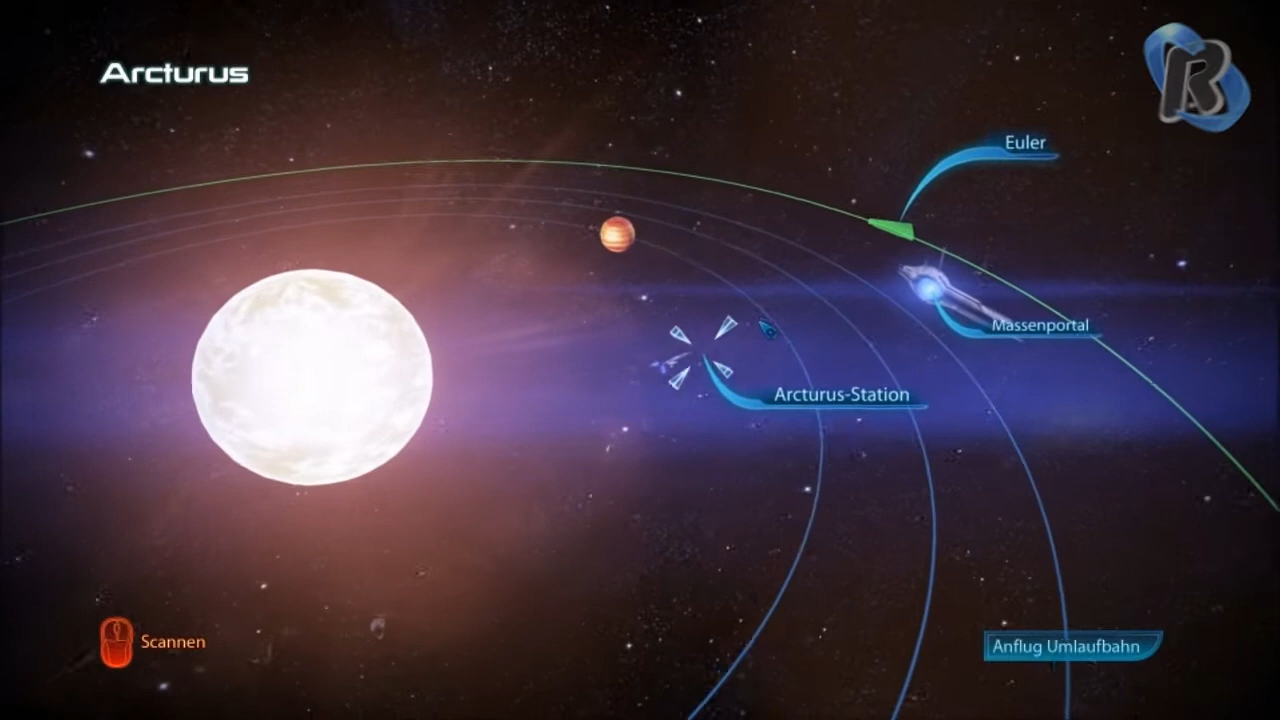 Arcturus
R
Euler
Massenportal
Arcturus-Station
Scannen
Anflug Umlaufbahn